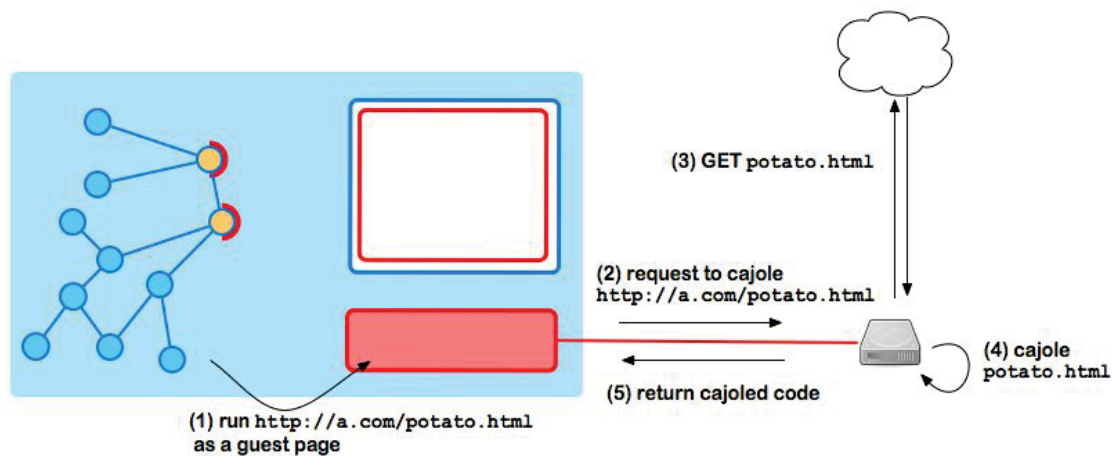 (3) GET potato.html
(2) request to cajole
http://a.com/potato.html
(4) cajole
potato.html
(5) return cajoled code
(1) run http://a.com/potato.html
as a guest page